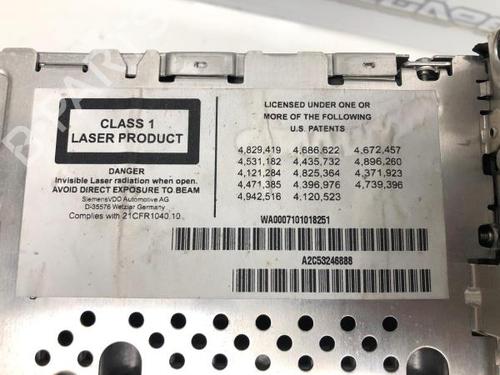 CLASS 1
LASER PRODUCT
DANGER
Invisible Laser radiation when open.
AVOID DIRECT EXPOSURE TO BEAM
SiemensVDO Automotive AG
D-35576 Wetzlar Germany
Complies with 21CFR1040.10
LICENSED UNDER ONE OR
MORE OF THE FOLLOWING
U.S. PATENTS
4,829,419 4,686,622 4,672,457
4,531,182 4,435,732 4,896,260
4,121,284 4,825,364 4,371,923
4,471,385 4,396,976 4,739,396
4,942,516 4,120,523
WA0007101018251
A2C53246888